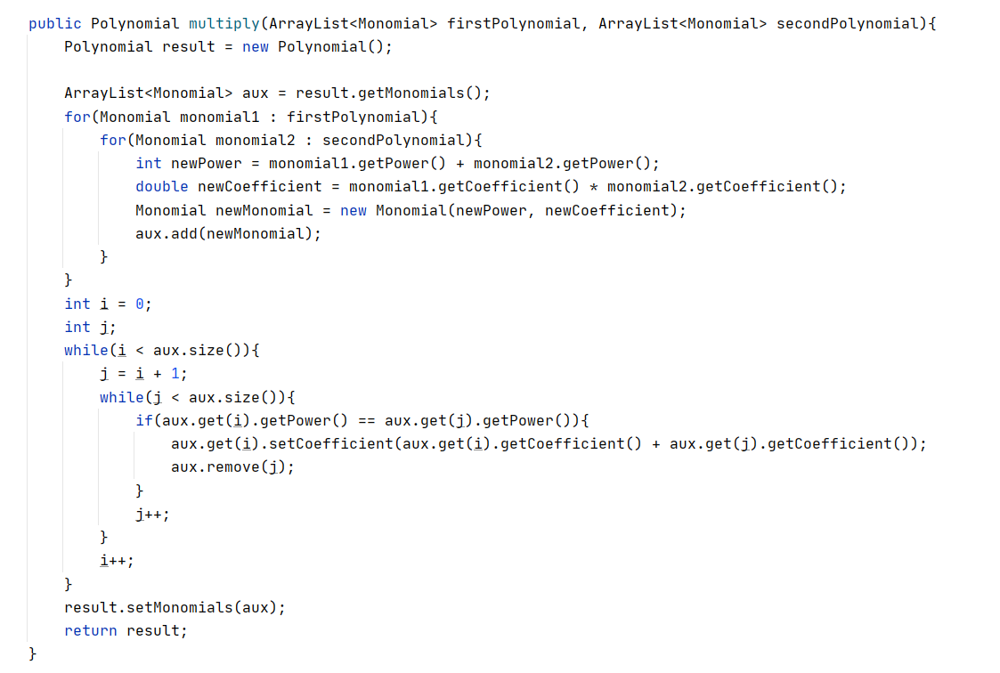 public Polynomial multiply(ArrayList<Monomial> firstPolynomial, ArrayList<Monomial> secondPolynomial){
    Polynomial result = new Polynomial();

    ArrayList<Monomial> aux = result.getMonomials();
    for(Monomial monomial1 : firstPolynomial){
        for(Monomial monomial2 : secondPolynomial){
            int newPower = monomial1.getPower() + monomial2.getPower();
            double newCoefficient = monomial1.getCoefficient() * monomial2.getCoefficient();
            Monomial newMonomial = new Monomial(newPower, newCoefficient);
            aux.add(newMonomial);
        }
    }
    int i = 0;
    int j;
    while(i < aux.size()){
        j = i + 1;
        while(j < aux.size()){
            if(aux.get(i).getPower() == aux.get(j).getPower()){
                aux.get(i).setCoefficient(aux.get(i).getCoefficient() + aux.get(j).getCoefficient());
                aux.remove(j);
            }
            j++;
        }
        i++;
    }
    result.setMonomials(aux);
    return result;
}